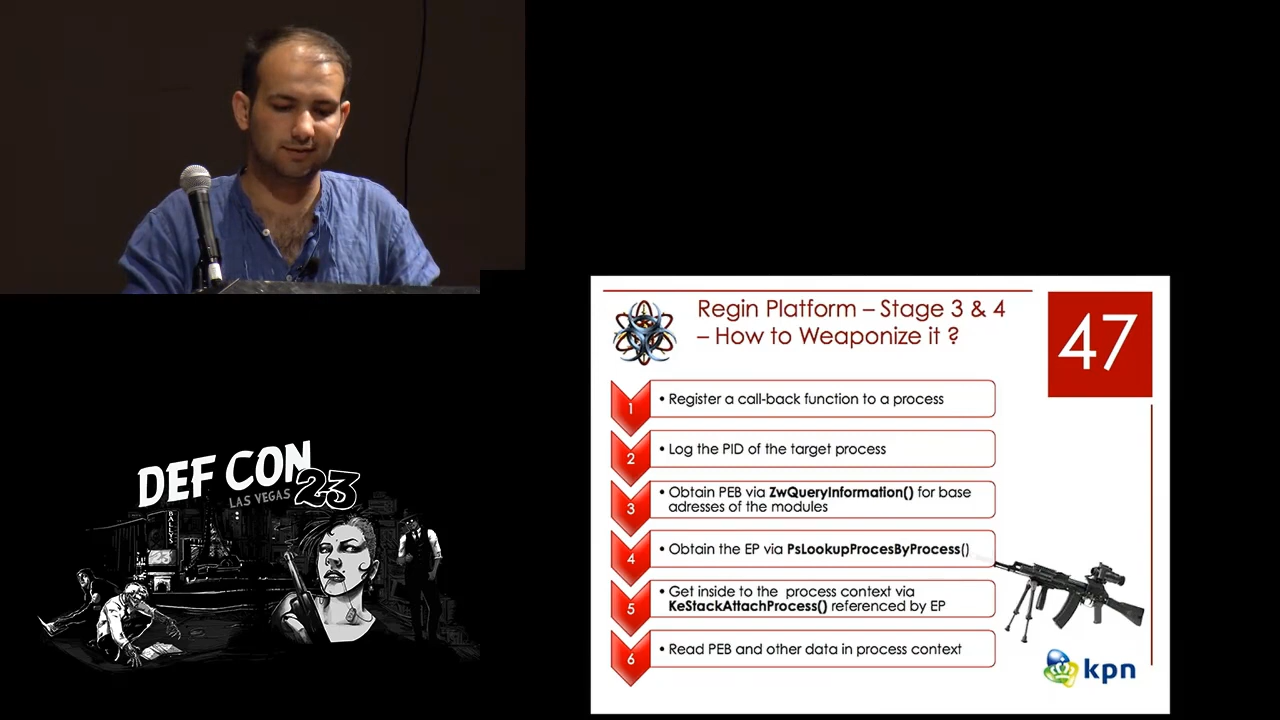 DEF CON
LAS VEGAS 23
BALLY'S
Regin Platform – Stage 3 & 4
– How to Weaponize it ?
47
1
• Register a call-back function to a process
2
• Log the PID of the target process
3
• Obtain PEB via ZwQueryInformation() for base
adresses of the modules
4
• Obtain the EP via PsLookupProcesByProcess()
5
• Get inside to the process context via
KeStackAttachProcess() referenced by EP
6
• Read PEB and other data in process context
kpn